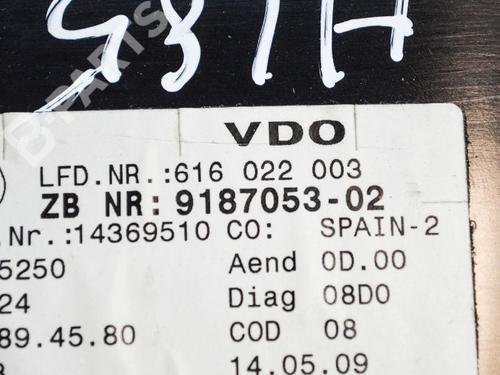 VDO
LFD.NR.:616 022 003
ZB NR: 9187053-02
.Nr.:14369510 CO: SPAIN-2
5250 Aend 0D.00
24 Diag 08D0
89.45.80 COD 08
14.05.09
B PARTS